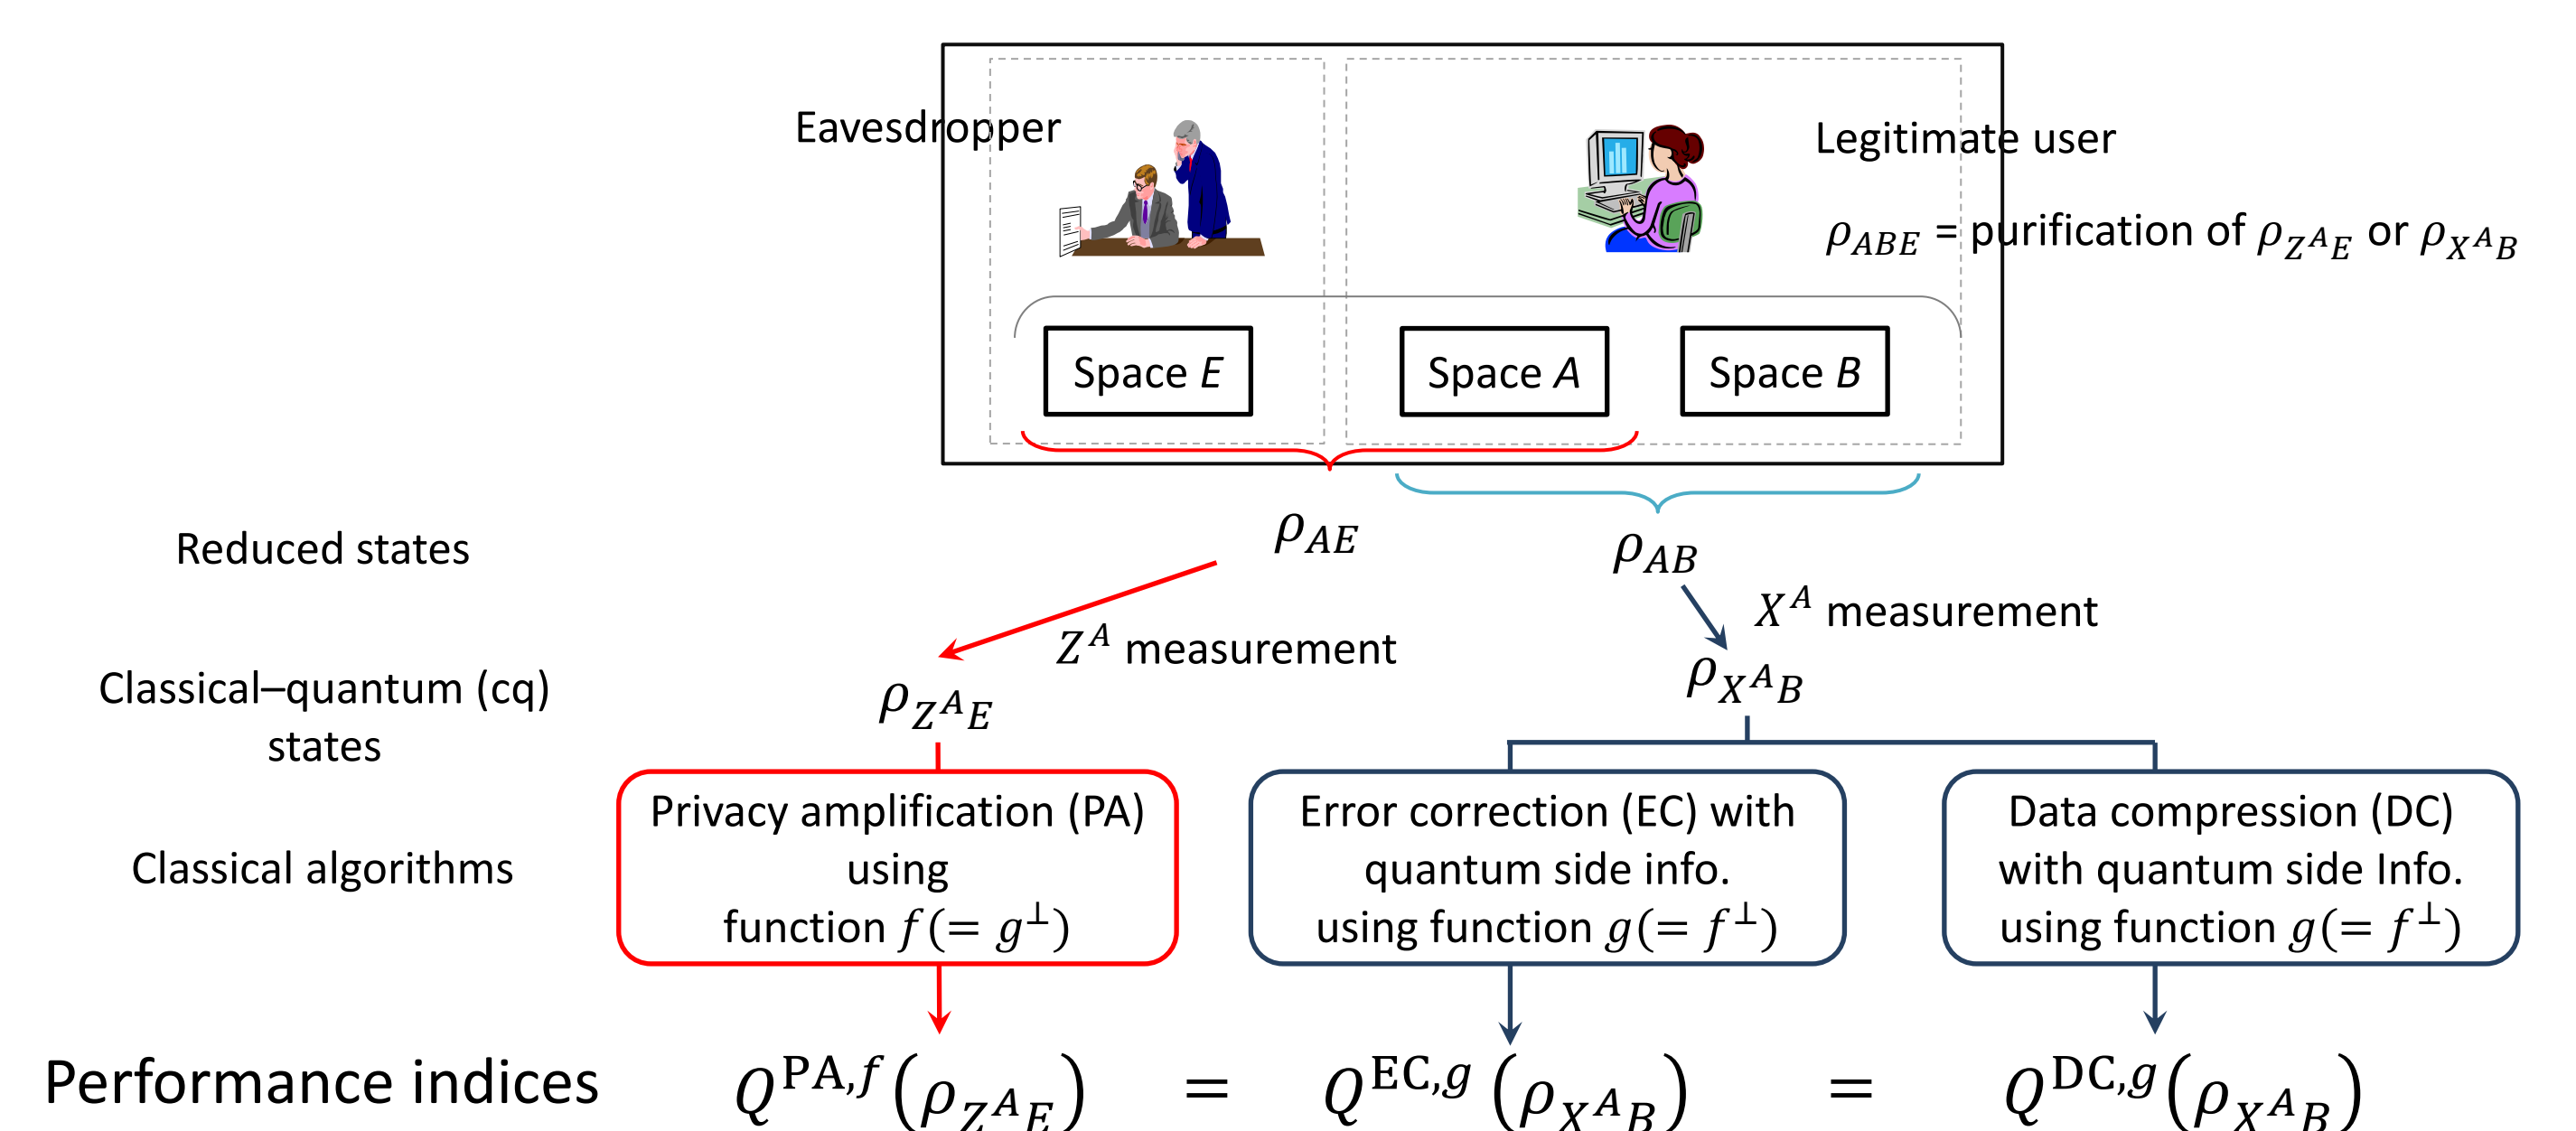 Eavesdropper
Legitimate user
ρ_{ABE} = purification of ρ_{Z^A E} or ρ_{X^A B}
Space E
Space A
Space B
Reduced states
ρ_{AE}
ρ_{AB}
Z^A measurement
X^A measurement
Classical–quantum (cq)
states
ρ_{Z^A E}
ρ_{X^A B}
Classical algorithms
Privacy amplification (PA)
using
function f(= g^⊥)
Error correction (EC) with
quantum side info.
using function g(= f^⊥)
Data compression (DC)
with quantum side Info.
using function g(= f^⊥)
Performance indices
Q^{PA,f}(ρ_{Z^A E}) = Q^{EC,g}(ρ_{X^A B}) = Q^{DC,g}(ρ_{X^A B})